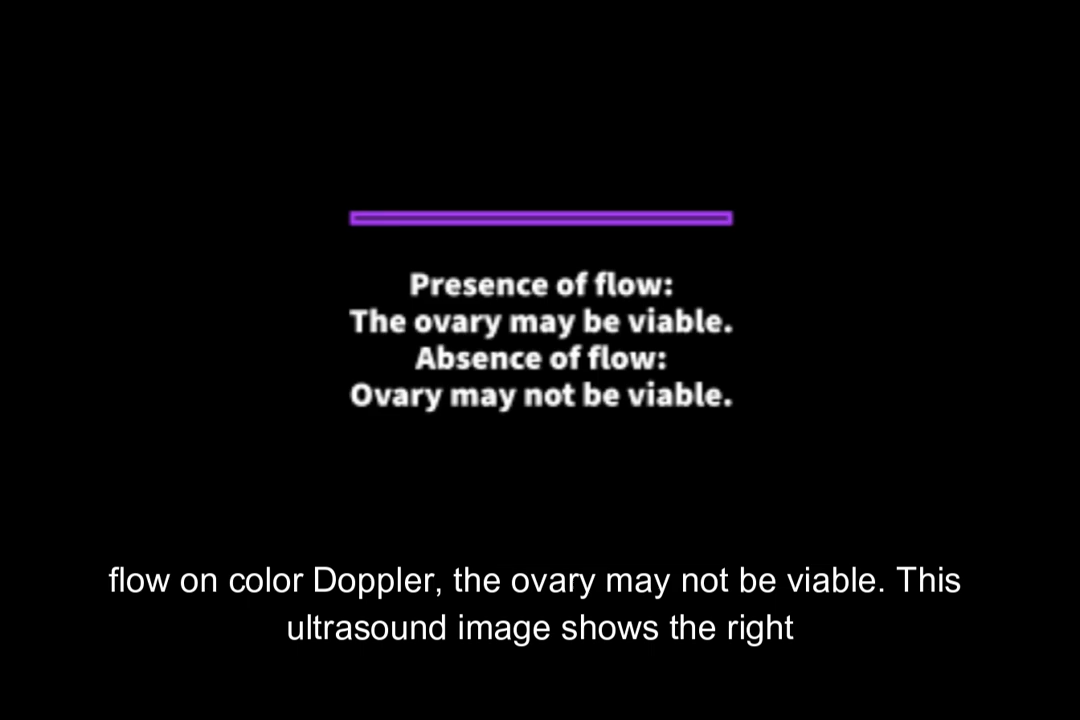 Presence of flow:
The ovary may be viable.
Absence of flow:
Ovary may not be viable.
flow on color Doppler, the ovary may not be viable. This
ultrasound image shows the right